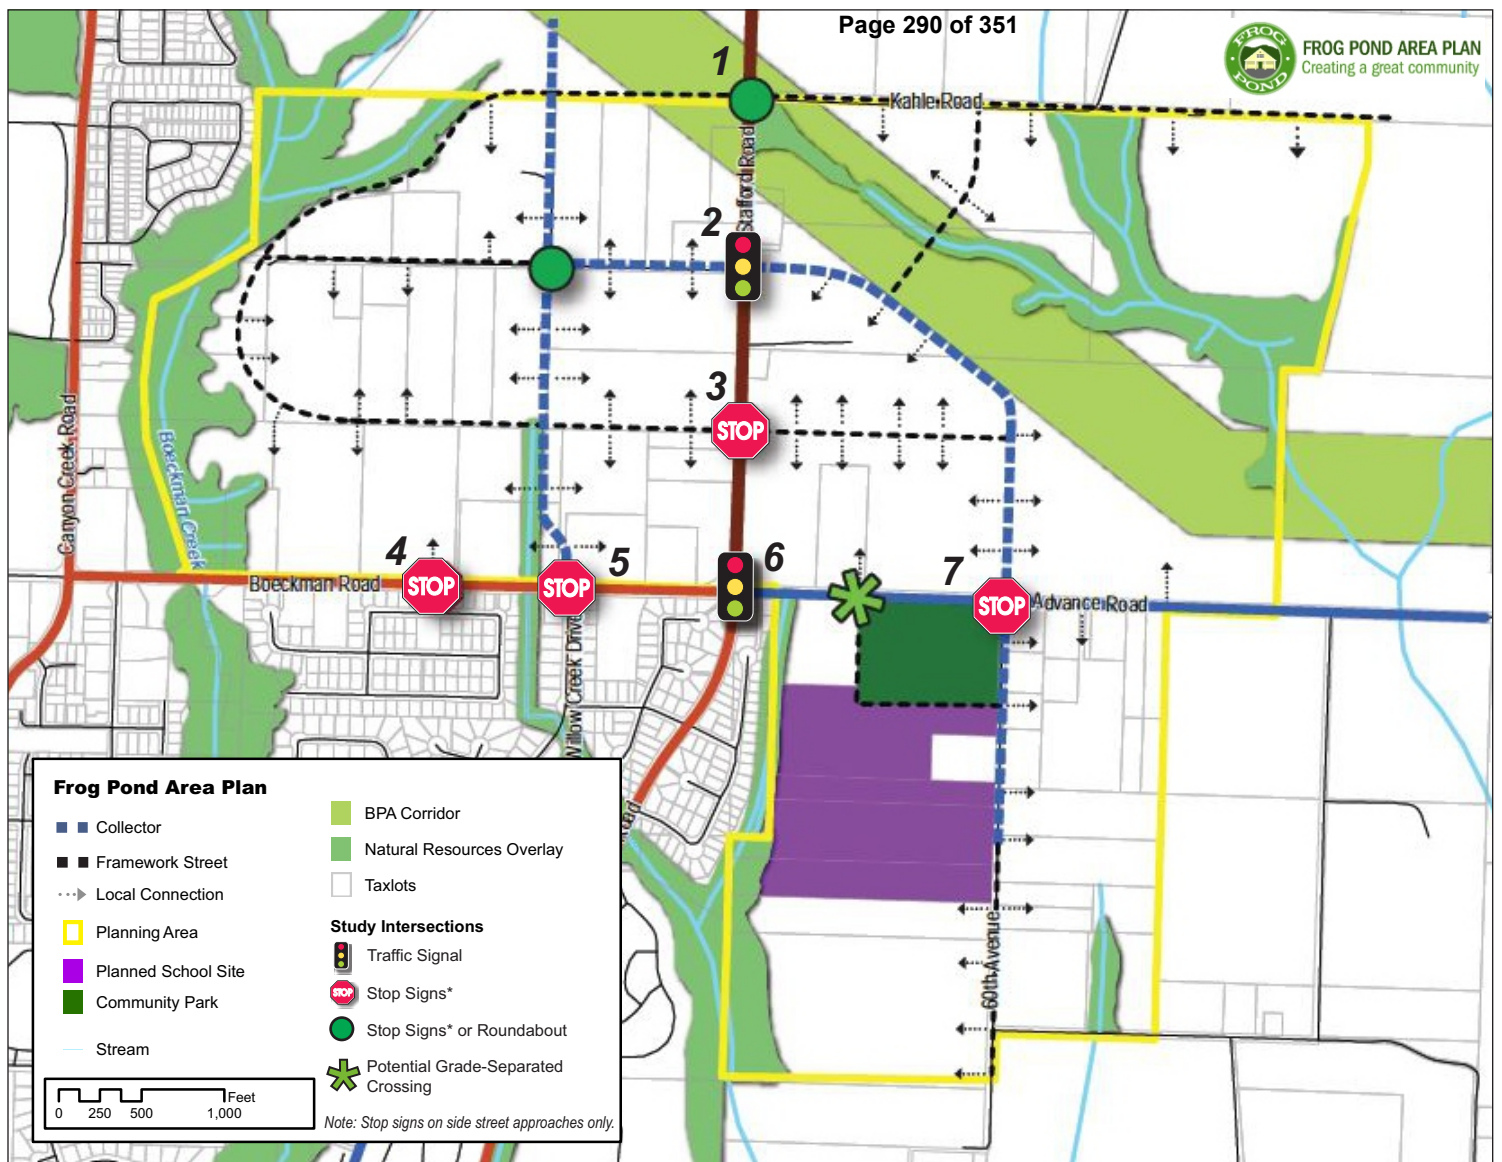 Page 290 of 351
FROG
POND
FROG POND AREA PLAN
Creating a great community
1
Kahle Road
Stafford Road
2
3
STOP
Canyon Creek Road
Boeckman Creek
4
STOP
Boeckman Road
STOP
5
6
7
STOP
Advance Road
Willow Creek Drive
60th Avenue
Frog Pond Area Plan
Collector
Framework Street
Local Connection
Planning Area
Planned School Site
Community Park
Stream
0 250 500 1,000
Feet
BPA Corridor
Natural Resources Overlay
Taxlots
Study Intersections
Traffic Signal
STOP
Stop Signs*
Stop Signs* or Roundabout
Potential Grade-Separated
Crossing
Note: Stop signs on side street approaches only.